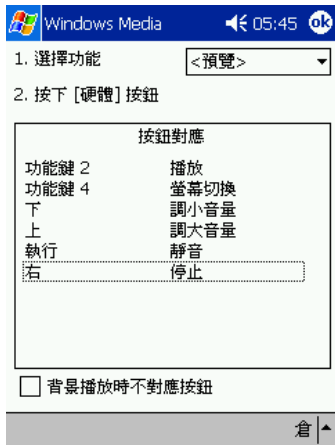 Windows Media 05:45 ok
1. 選擇功能 <預覽>
2. 按下 [硬體] 按鈕
按鈕對應
功能鍵 2 播放
功能鍵 4 螢幕切換
下 調小音量
上 調大音量
執行 靜音
右 停止
背景播放時不對應按鈕
倉